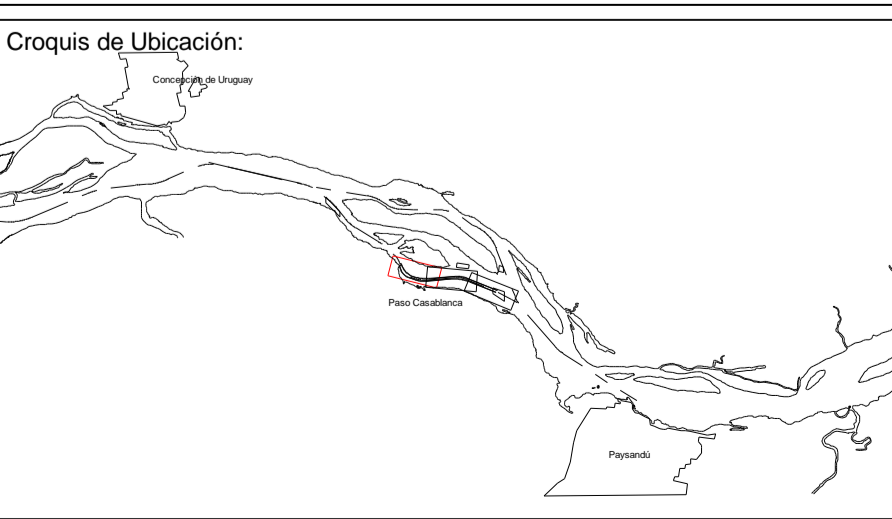 Croquis de Ubicación:
Concepción de Uruguay
Paso Casablanca
Paysandú